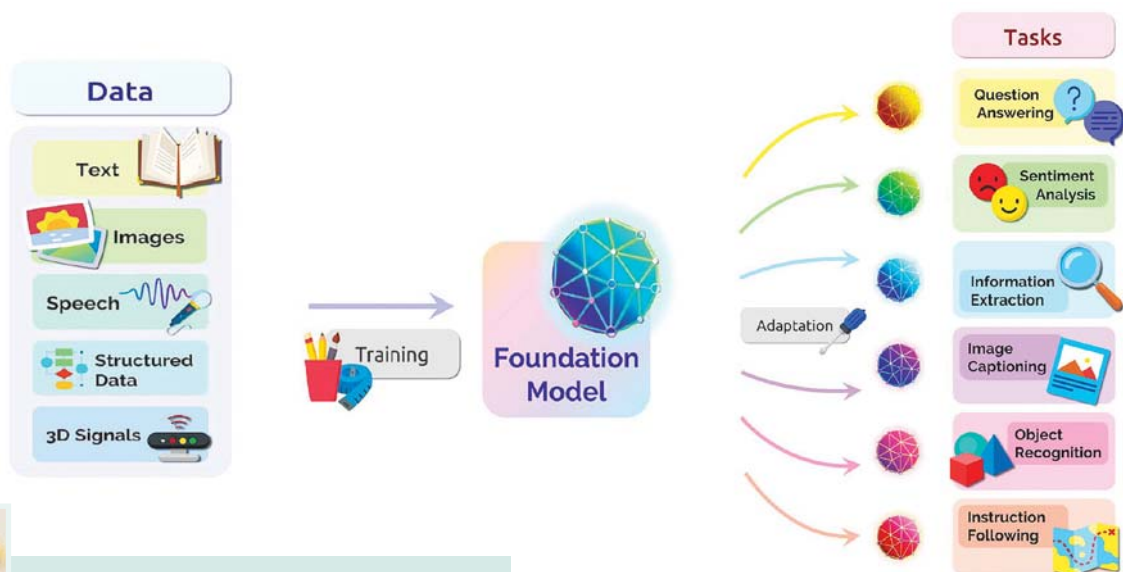 Data
Text
Images
Speech
Structured
Data
3D Signals
Training
Foundation
Model
Adaptation
Tasks
Question
Answering
?
Sentiment
Analysis
Information
Extraction
Image
Captioning
Object
Recognition
Instruction
Following